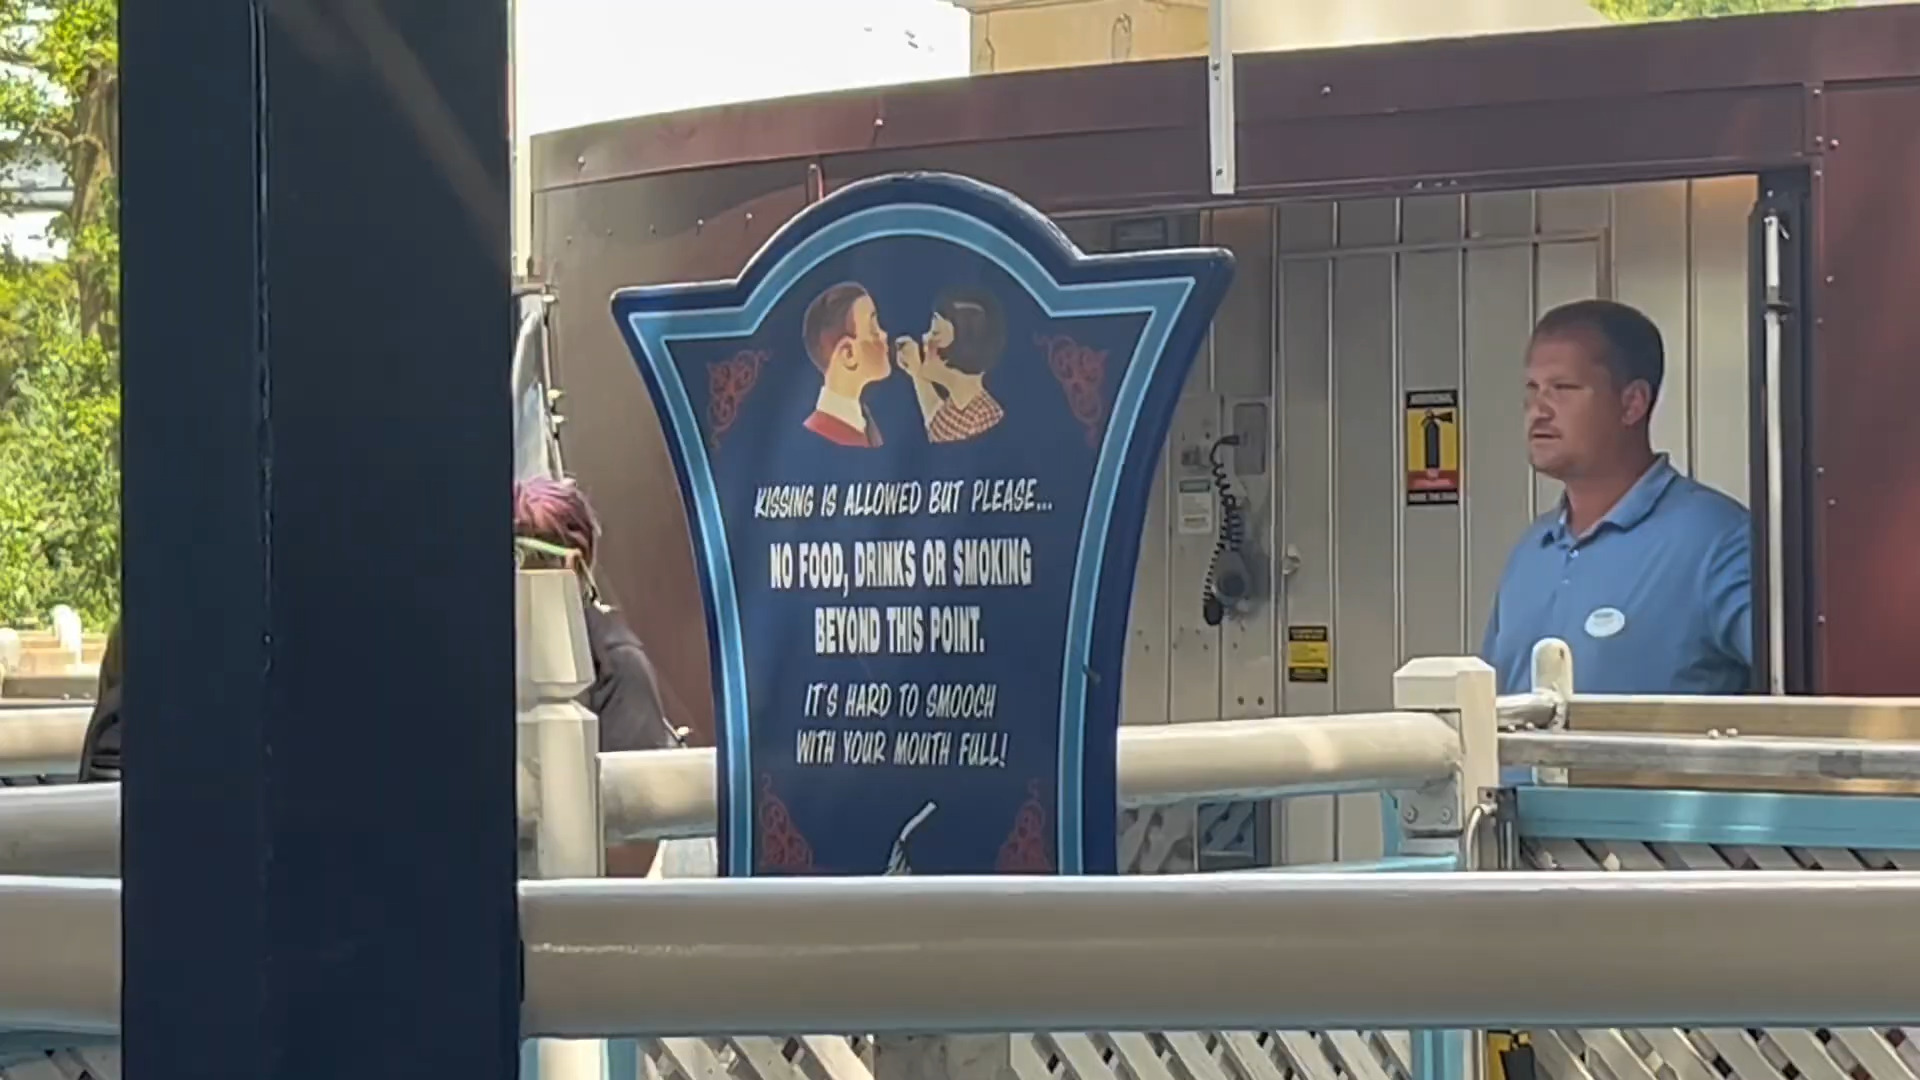 KISSING IS ALLOWED BUT PLEASE...
NO FOOD, DRINKS OR SMOKING
BEYOND THIS POINT.
IT'S HARD TO SMOOCH
WITH YOUR MOUTH FULL!